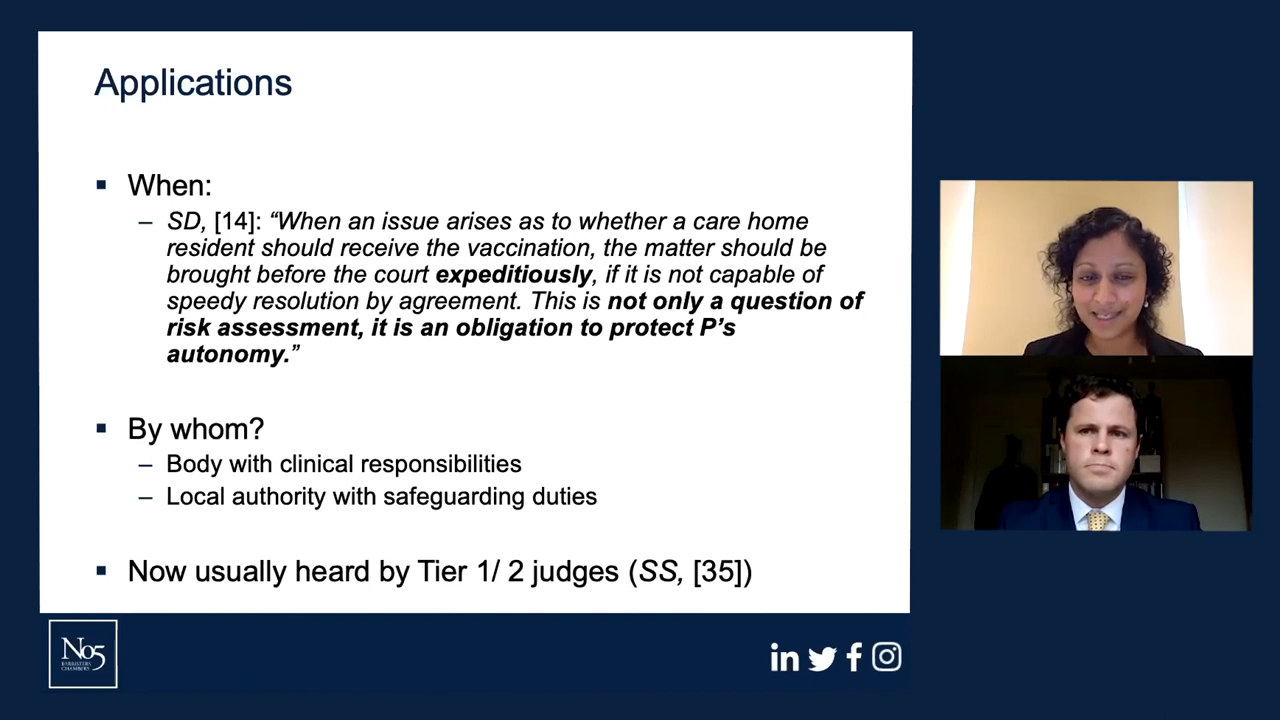 Applications
▪ When:
– SD, [14]: “When an issue arises as to whether a care home
resident should receive the vaccination, the matter should be
brought before the court expeditiously, if it is not capable of
speedy resolution by agreement. This is not only a question of
risk assessment, it is an obligation to protect P’s
autonomy.”
▪ By whom?
– Body with clinical responsibilities
– Local authority with safeguarding duties
▪ Now usually heard by Tier 1/ 2 judges (SS, [35])
No5
BARRISTERS
CHAMBERS
in